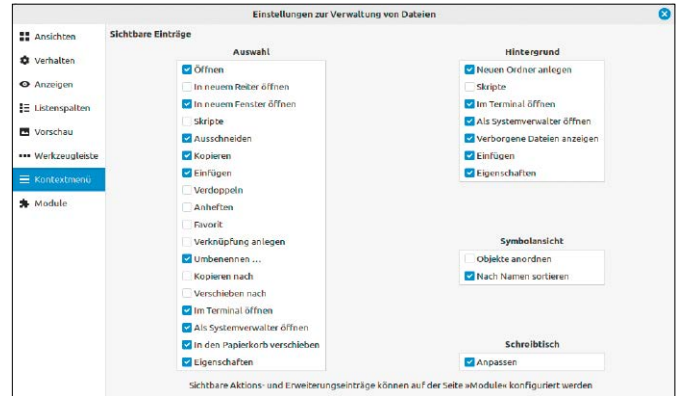 Einstellungen zur Verwaltung von Dateien
Ansichten
Verhalten
Anzeigen
Listenspalten
Vorschau
Werkzeugleiste
Kontextmenü
Module
Sichtbare Einträge
Auswahl
Öffnen
In neuem Reiter öffnen
In neuem Fenster öffnen
Skripte
Ausschneiden
Kopieren
Einfügen
Verdoppeln
Anheften
Favorit
Verknüpfung anlegen
Umbenennen ...
Kopieren nach
Verschieben nach
Im Terminal öffnen
Als Systemverwalter öffnen
In den Papierkorb verschieben
Eigenschaften
Hintergrund
Neuen Ordner anlegen
Skripte
Im Terminal öffnen
Als Systemverwalter öffnen
Verborgene Dateien anzeigen
Einfügen
Eigenschaften
Symbolansicht
Objekte anordnen
Nach Namen sortieren
Schreibtisch
Anpassen
Sichtbare Aktions- und Erweiterungseinträge können auf der Seite »Module« konfiguriert werden